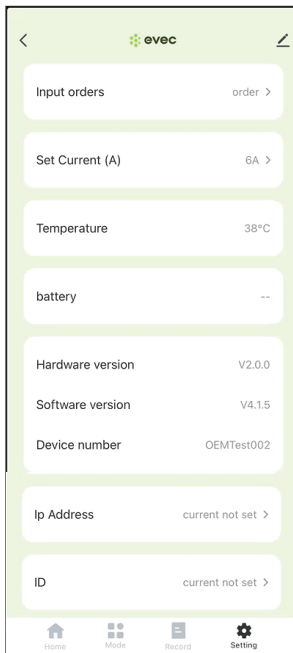 evec
Input orders order >
Set Current (A) 6A >
Temperature 38°C
battery --
Hardware version V2.0.0
Software version V4.1.5
Device number OEMTest002
Ip Address current not set >
ID current not set >
Home Mode Record Setting